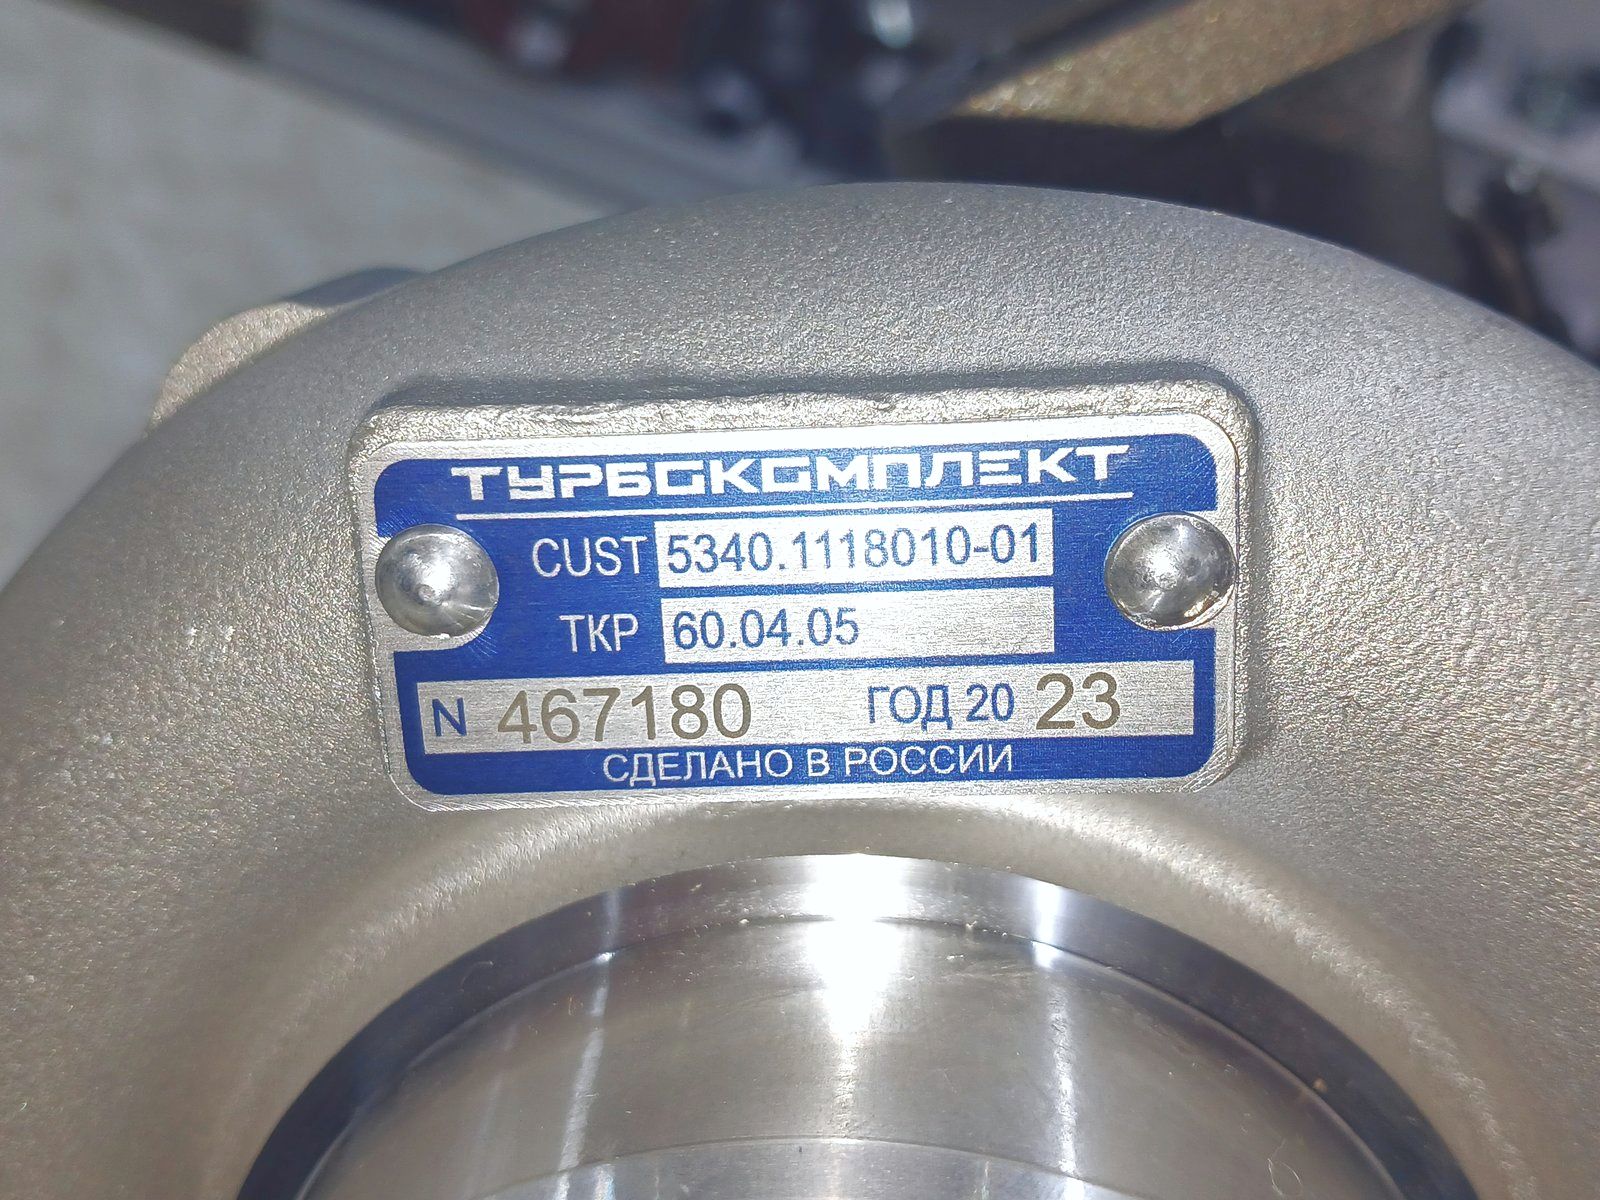 ТУРБОКОМПЛЕКТ
CUST 5340.1118010-01
ТКР 60.04.05
N 467180 ГОД 20 23
СДЕЛАНО В РОССИИ